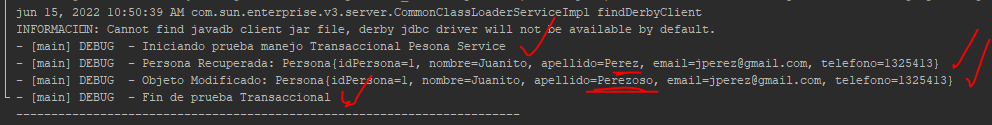 jun 15, 2022 10:50:39 AM com.sun.enterprise.v3.server.CommonClassLoaderServiceImpl findDerbyClient
INFORMACI�N: Cannot find javadb client jar file, derby jdbc driver will not be available by default.
- [main] DEBUG  - Iniciando prueba manejo Transaccional Pesona Service
- [main] DEBUG  - Persona Recuperada: Persona{idPersona=1, nombre=Juanito, apellido=Perez, email=jperez@gmail.com, telefono=1325413}
- [main] DEBUG  - Objeto Modificado: Persona{idPersona=1, nombre=Juanito, apellido=Perezoso, email=jperez@gmail.com, telefono=1325413}
- [main] DEBUG  - Fin de prueba Transaccional
------------------------------------------------------------------------